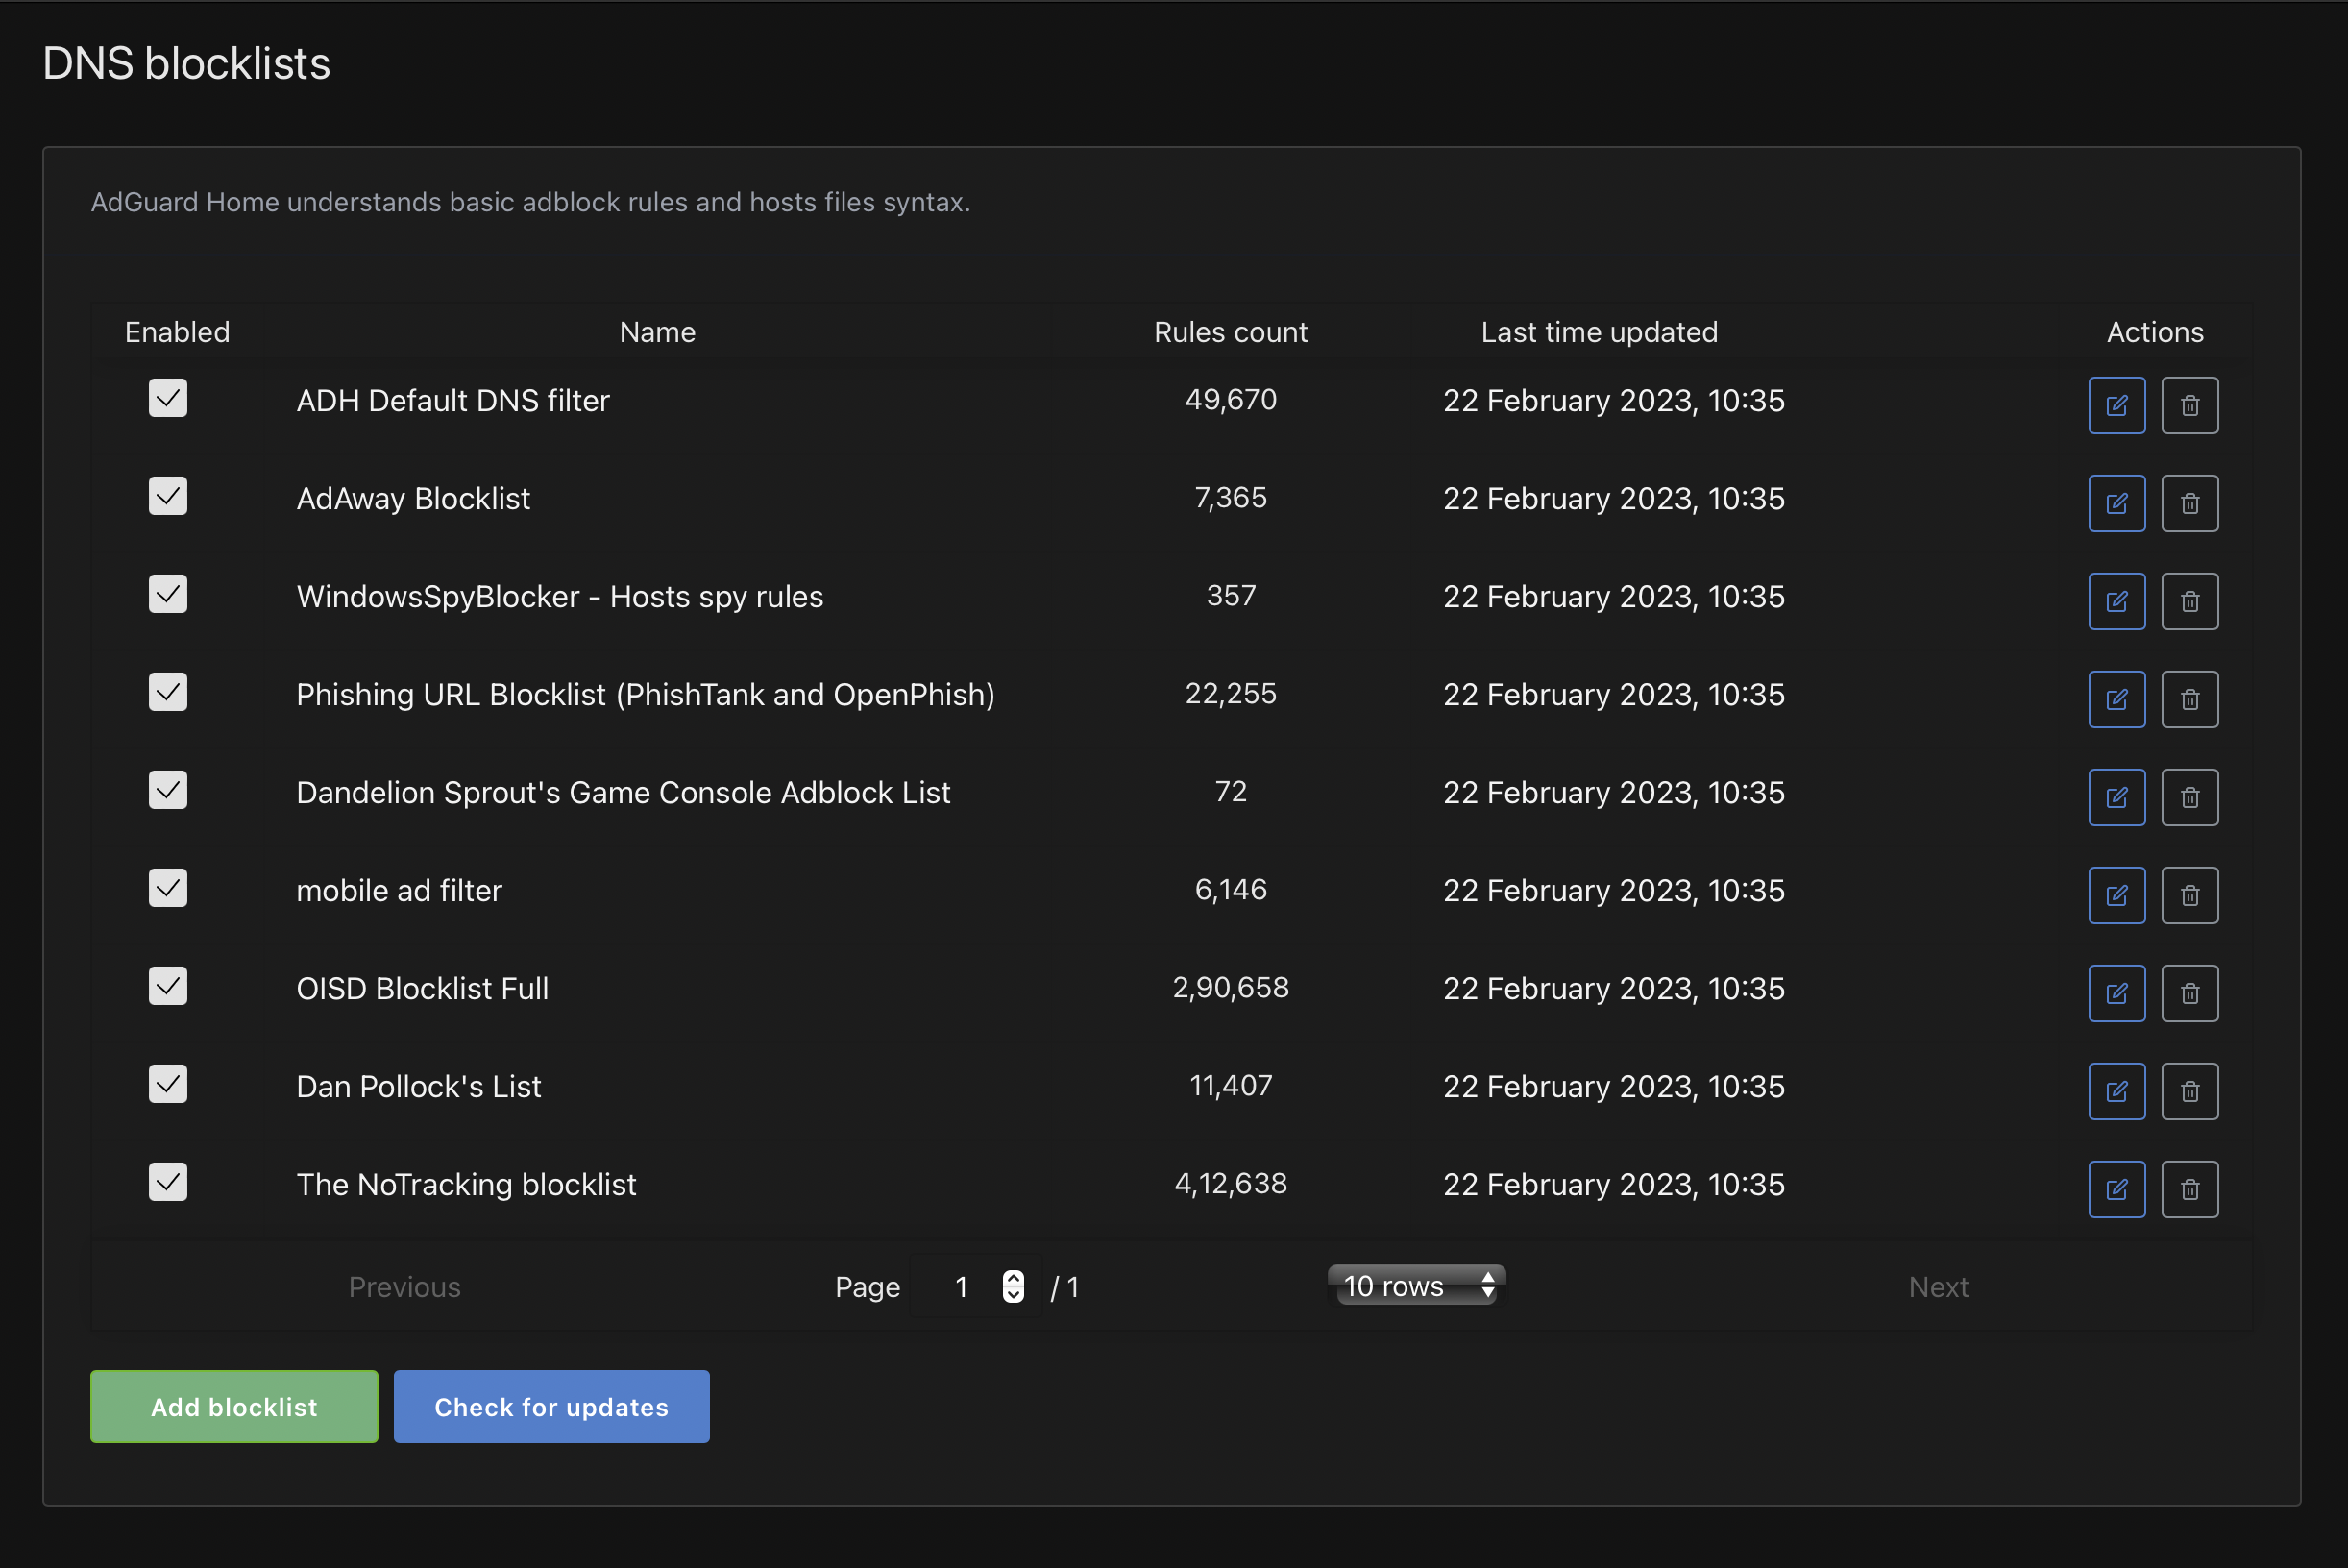 DNS blocklists
AdGuard Home understands basic adblock rules and hosts files syntax.
Enabled Name Rules count Last time updated Actions
ADH Default DNS filter 49,670 22 February 2023, 10:35
AdAway Blocklist 7,365 22 February 2023, 10:35
WindowsSpyBlocker - Hosts spy rules 357 22 February 2023, 10:35
Phishing URL Blocklist (PhishTank and OpenPhish) 22,255 22 February 2023, 10:35
Dandelion Sprout's Game Console Adblock List 72 22 February 2023, 10:35
mobile ad filter 6,146 22 February 2023, 10:35
OISD Blocklist Full 2,90,658 22 February 2023, 10:35
Dan Pollock's List 11,407 22 February 2023, 10:35
The NoTracking blocklist 4,12,638 22 February 2023, 10:35
Previous Page 1 / 1 10 rows Next
Add blocklist Check for updates